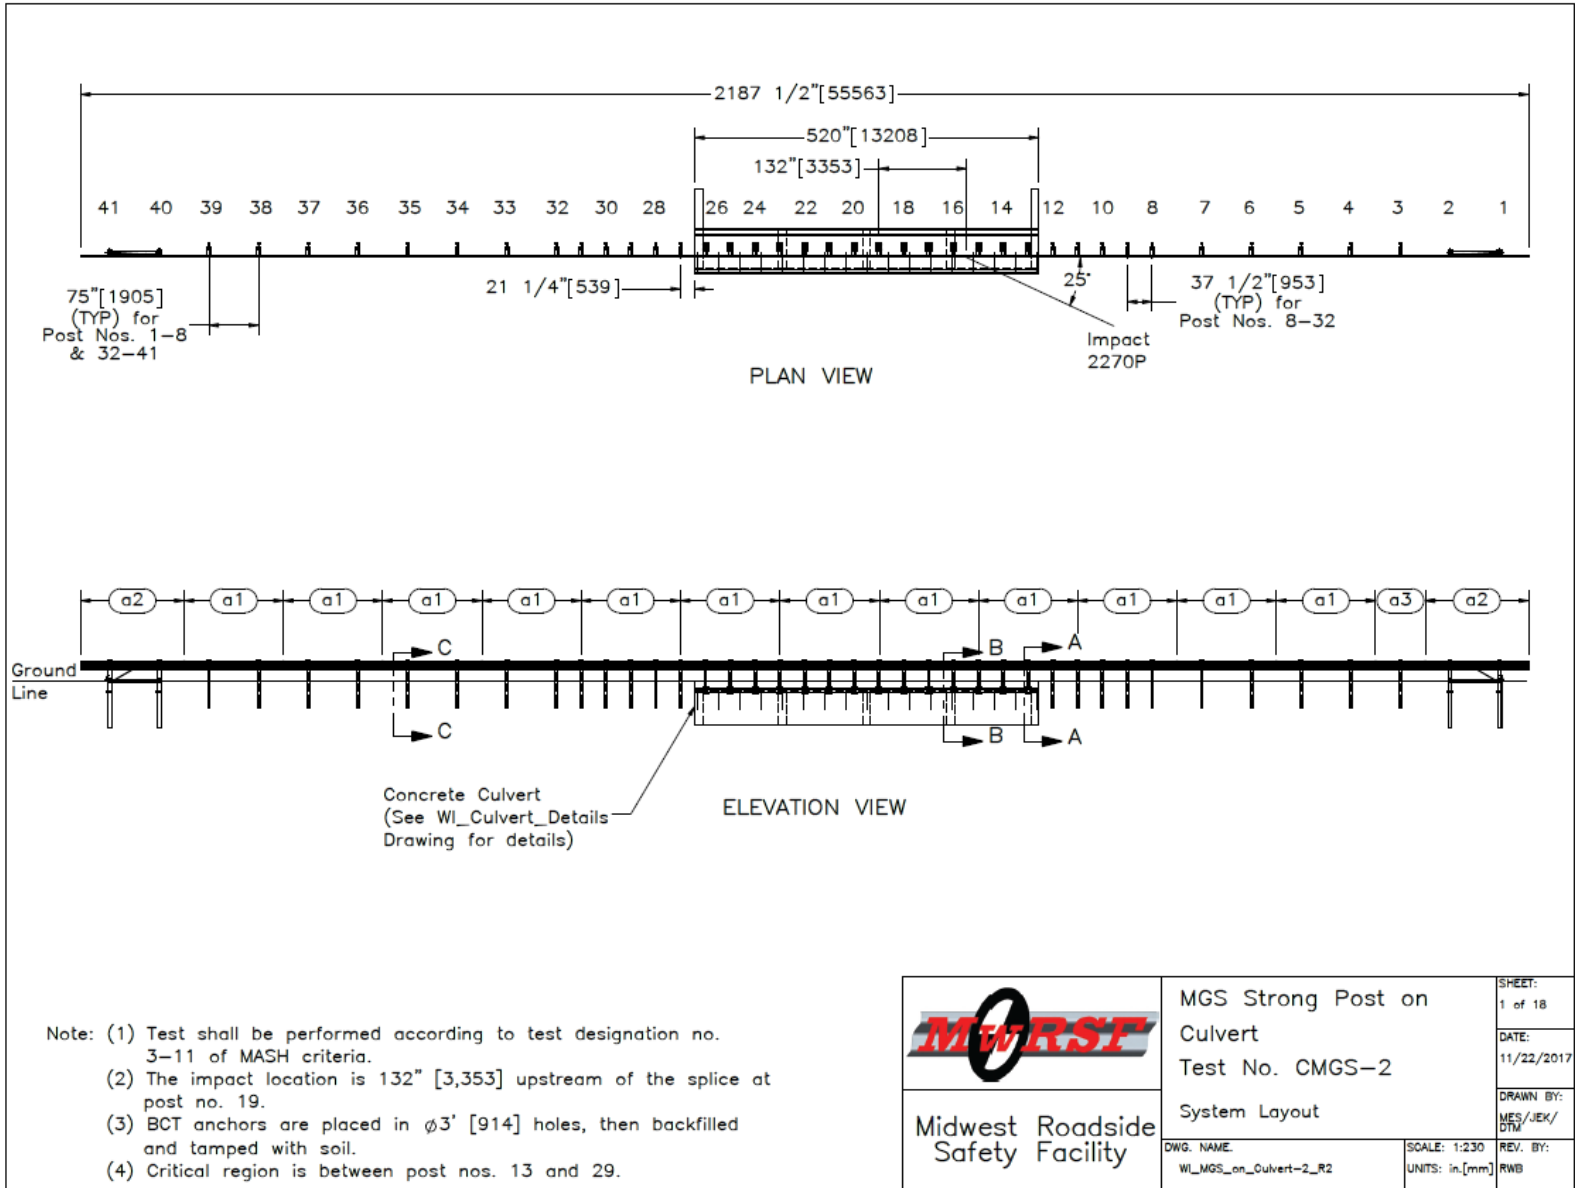 2187 1/2"[55563]
520"[13208]
132"[3353]
41 40 39 38 37 36 35 34 33 32 30 28 26 24 22 20 18 16 14 12 10 8 7 6 5 4 3 2 1
75"[1905]
(TYP) for
Post Nos. 1-8
& 32-41
21 1/4"[539]
25°
37 1/2"[953]
(TYP) for
Post Nos. 8-32
Impact
2270P
PLAN VIEW
a2 a1 a1 a1 a1 a1 a1 a1 a1 a1 a1 a1 a1 a3 a2
C B A
Ground
Line
C B A
Concrete Culvert
(See WI_Culvert_Details
Drawing for details)
ELEVATION VIEW
Note: (1) Test shall be performed according to test designation no.
3-11 of MASH criteria.
(2) The impact location is 132" [3,353] upstream of the splice at
post no. 19.
(3) BCT anchors are placed in ø3' [914] holes, then backfilled
and tamped with soil.
(4) Critical region is between post nos. 13 and 29.
MwRSF
Midwest Roadside
Safety Facility
MGS Strong Post on
Culvert
Test No. CMGS-2
System Layout
SHEET:
1 of 18
DATE:
11/22/2017
DRAWN BY:
MES/JEK/
DTM
DWG. NAME.
WI_MGS_on_Culvert-2_R2
SCALE: 1:230
UNITS: in.[mm]
REV. BY:
RWB